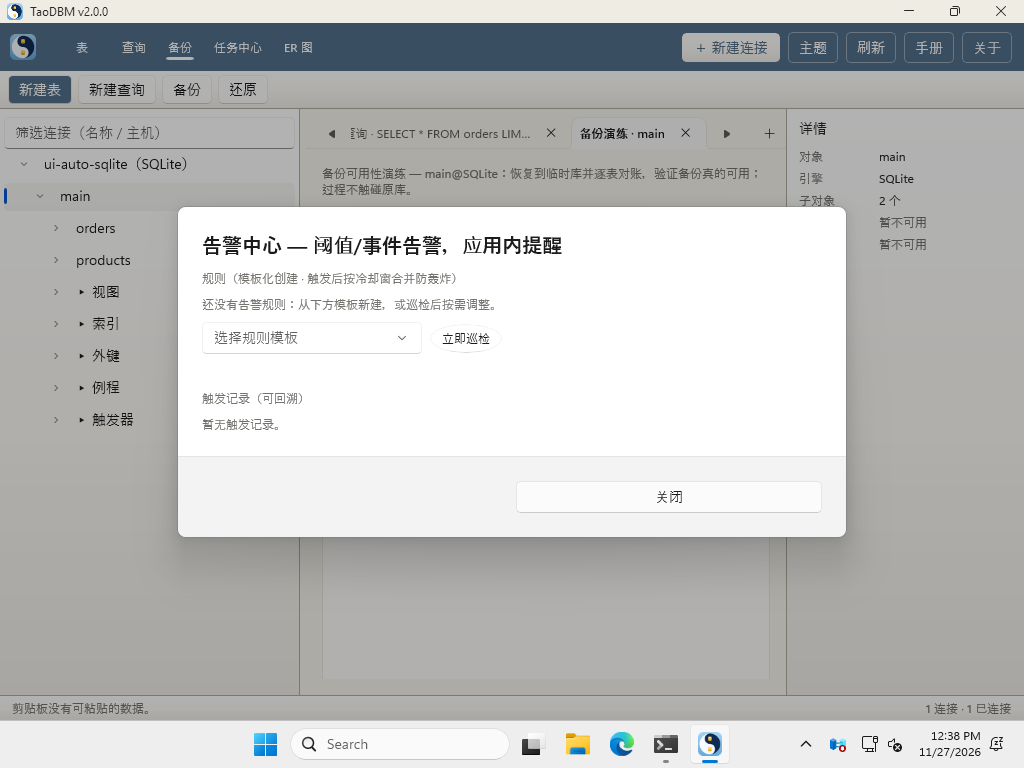 TaoDBM v2.0.0
表
查询
备份
任务中心
ER 图
＋ 新建连接
主题
刷新
手册
关于
新建表
新建查询
备份
还原
筛选连接（名称 / 主机）
ui-auto-sqlite（SQLite）
main
orders
products
视图
索引
外键
例程
触发器
询 · SELECT * FROM orders LIM...
备份演练 · main
备份可用性演练 — main@SQLite：恢复到临时库并逐表对账，验证备份真的可用；
过程不触碰原库。
详情
对象 main
引擎 SQLite
子对象 2 个
暂不可用
暂不可用
告警中心 — 阈值/事件告警，应用内提醒
规则（模板化创建 · 触发后按冷却窗合并防轰炸）
还没有告警规则：从下方模板新建，或巡检后按需调整。
选择规则模板
立即巡检
触发记录（可回溯）
暂无触发记录。
关闭
剪贴板没有可粘贴的数据。
1 连接 · 1 已连接
Search
12:38 PM
11/27/2026